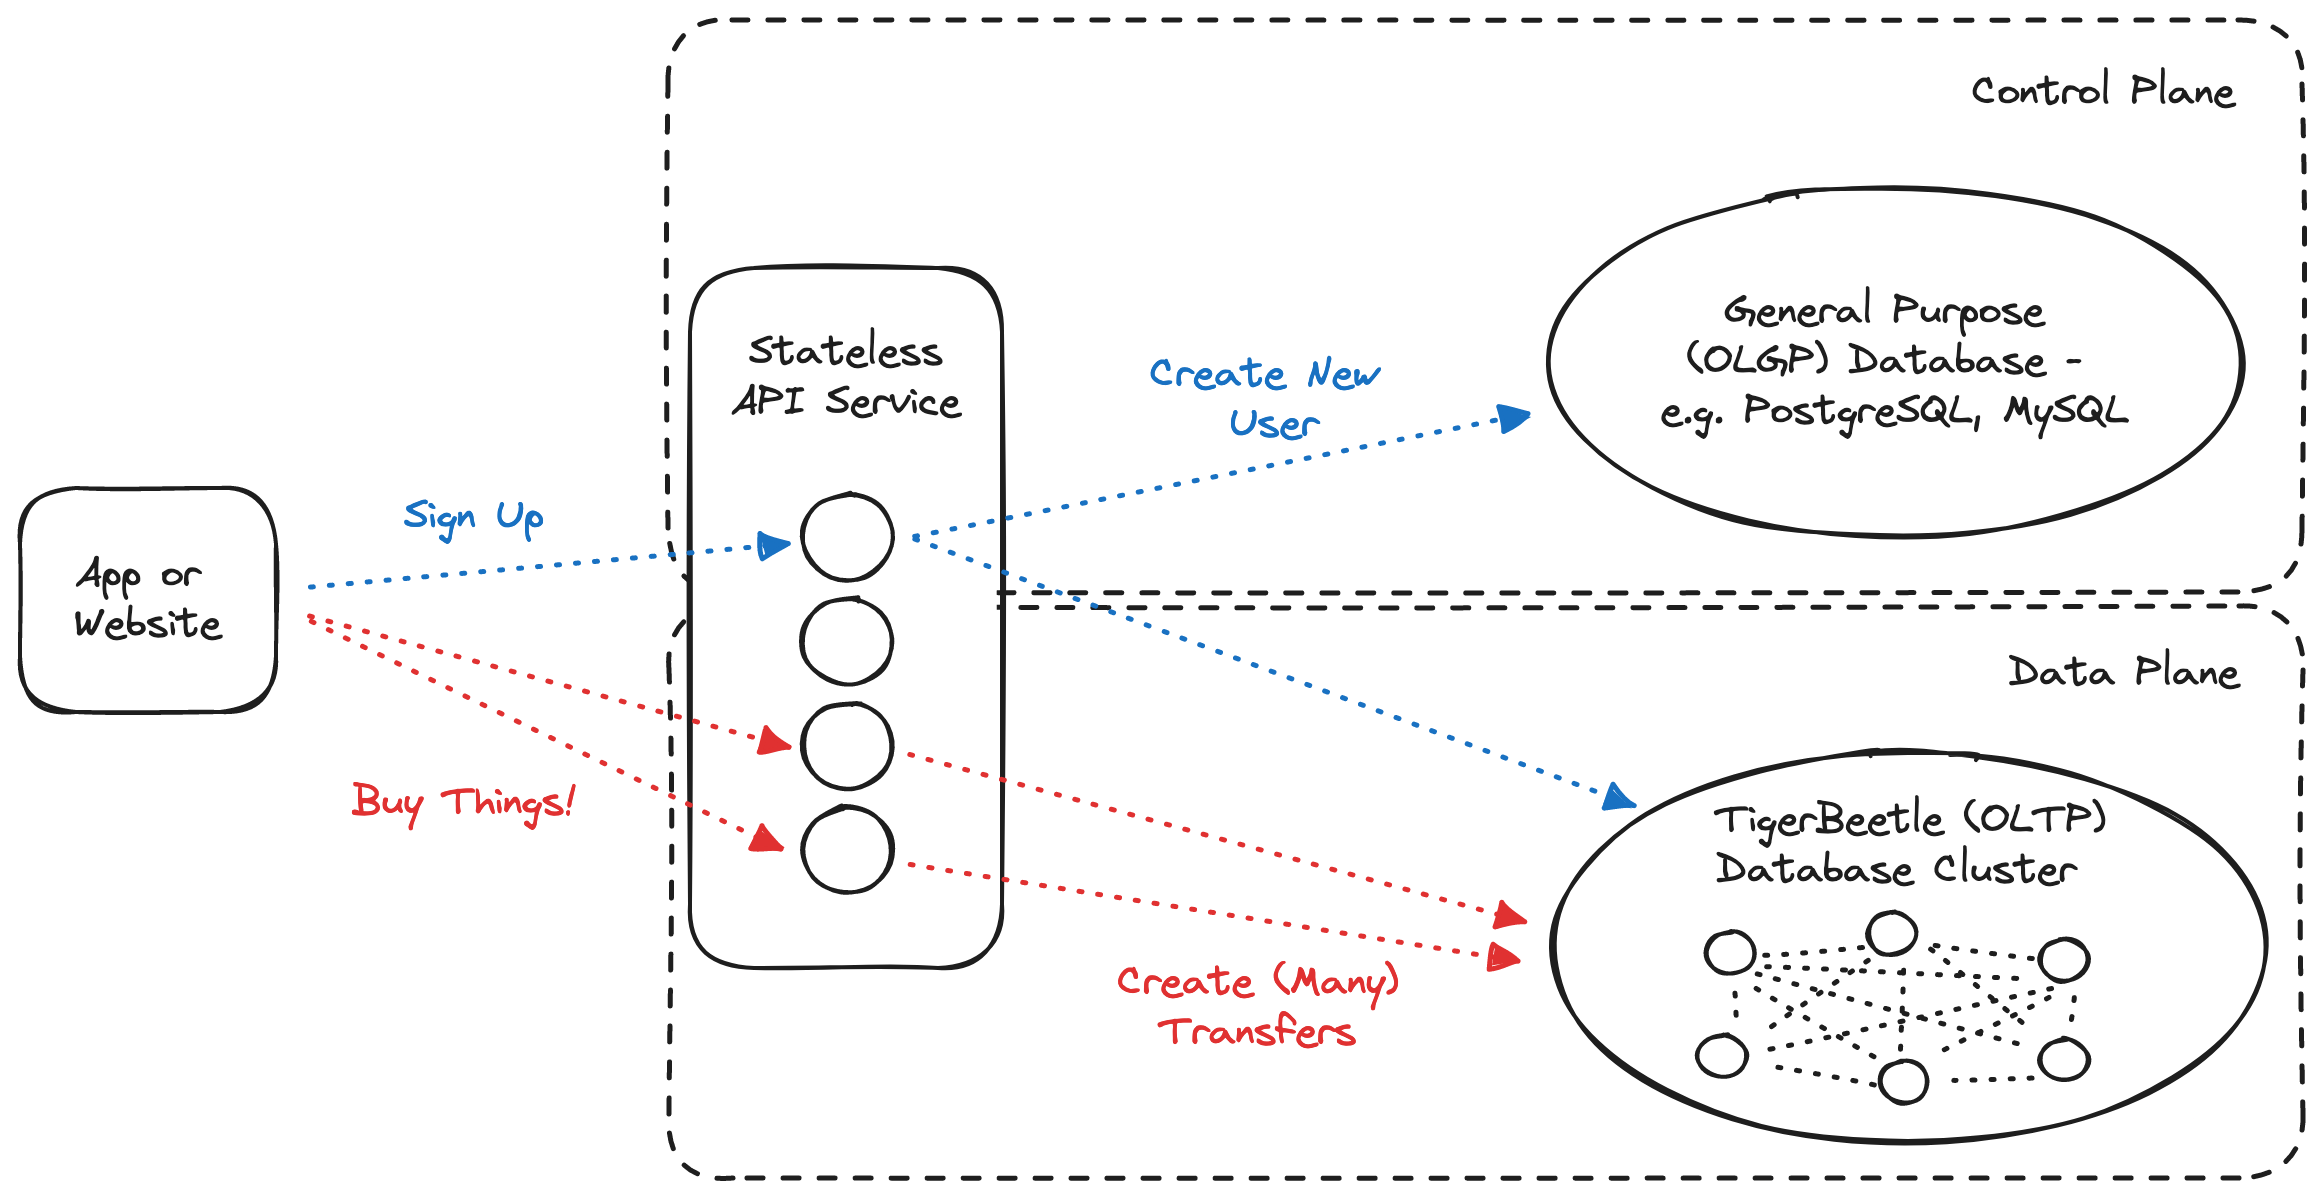 Control Plane
General Purpose
(OLGP) Database -
e.g. PostgreSQL, MySQL
Stateless
API Service
Create New
User
Sign Up
App or
Website
Data Plane
Buy Things!
TigerBeetle (OLTP)
Database Cluster
Create (Many)
Transfers